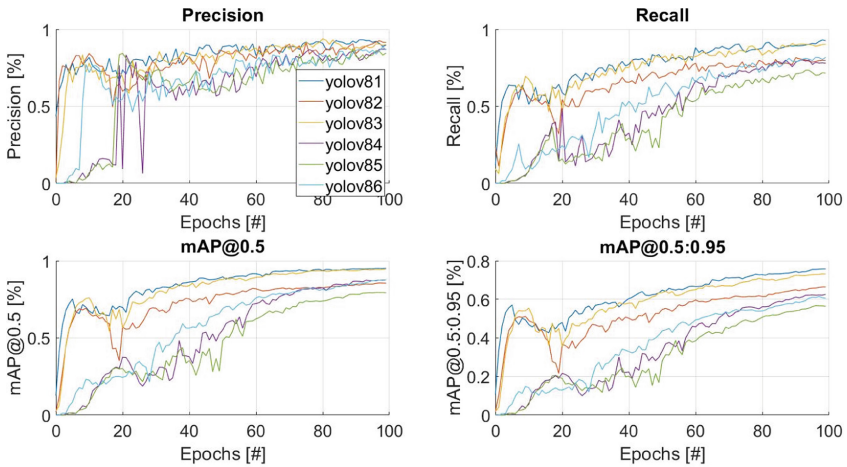 Precision
Precision [%]
1
0.5
0
0
20
40
60
80
100
Epochs [#]
yolov81
yolov82
yolov83
yolov84
yolov85
yolov86
Recall
Recall [%]
1
0.5
0
0
20
40
60
80
100
Epochs [#]
mAP@0.5
mAP@0.5 [%]
1
0.5
0
0
20
40
60
80
100
Epochs [#]
mAP@0.5:0.95
mAP@0.5:0.95 [%]
0.8
0.6
0.4
0.2
0
0
20
40
60
80
100
Epochs [#]